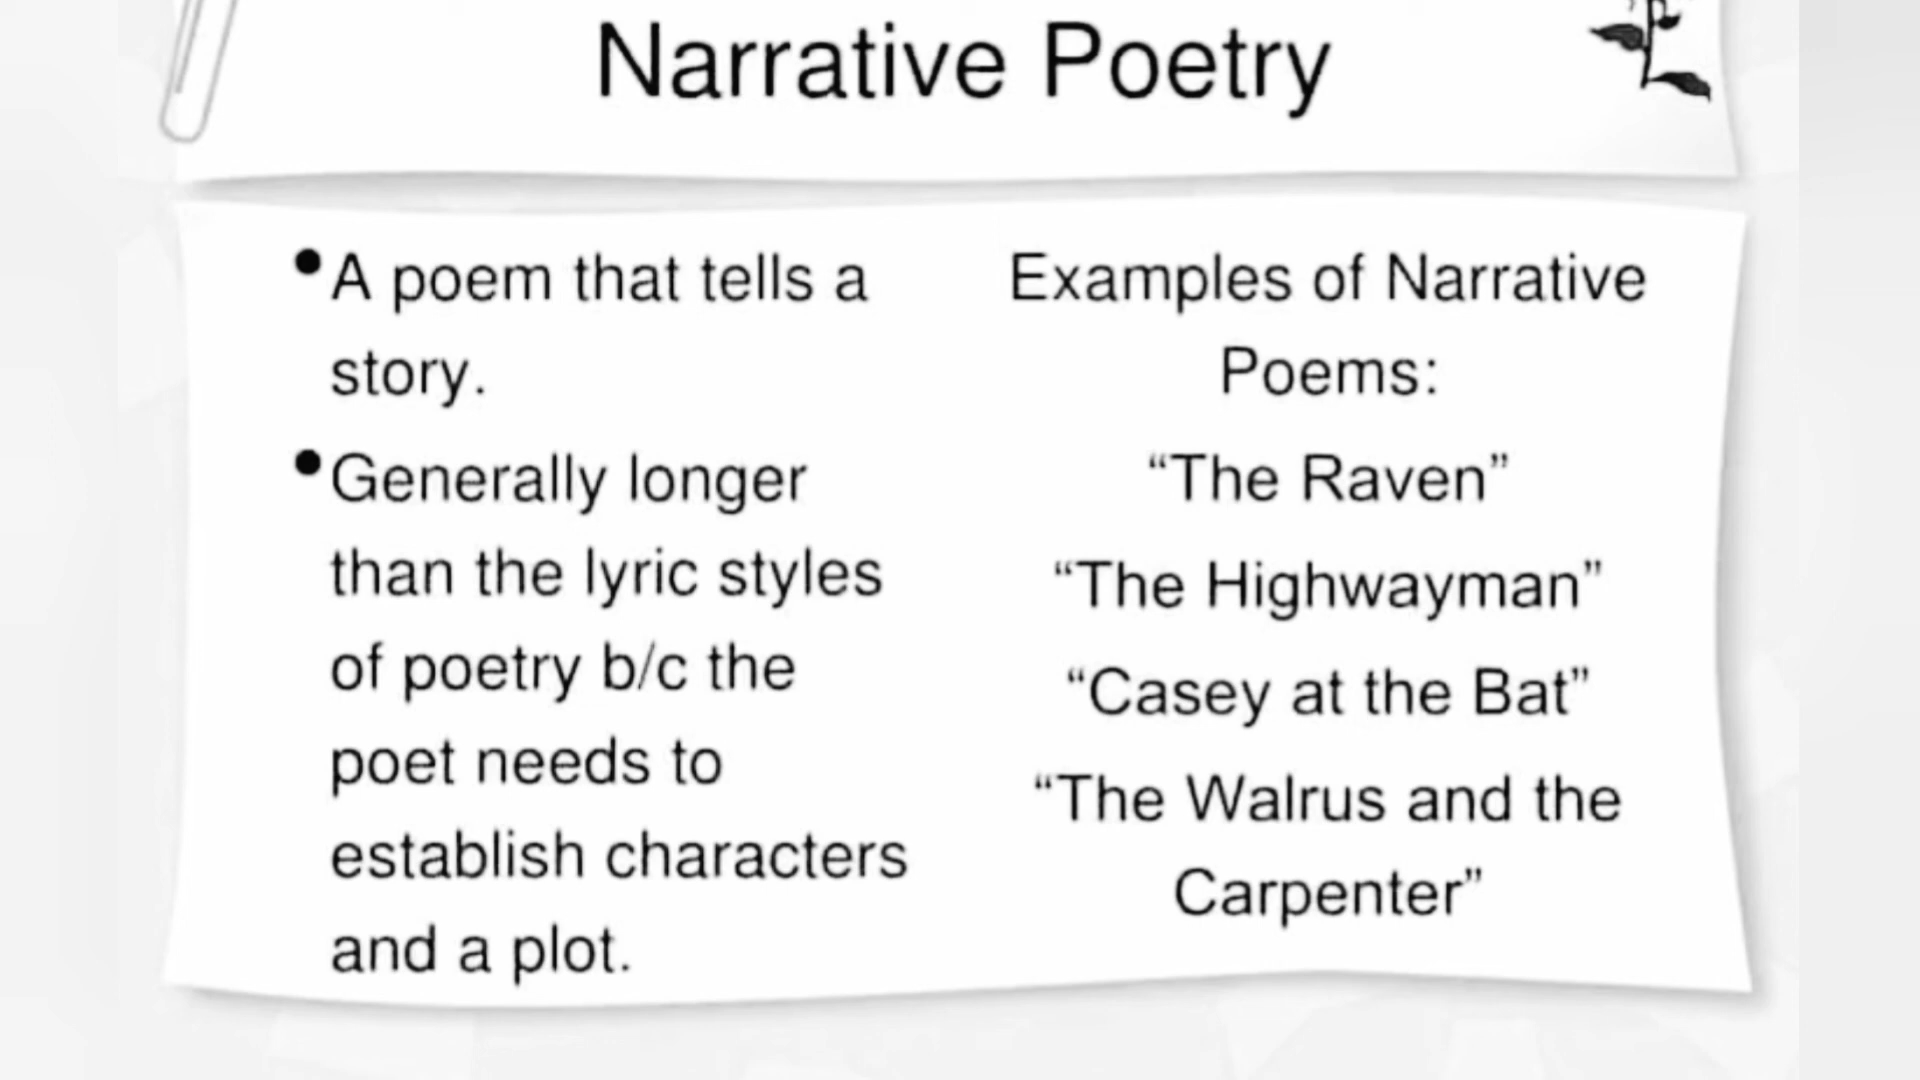 Narrative Poetry
•A poem that tells a
story.
•Generally longer
than the lyric styles
of poetry b/c the
poet needs to
establish characters
and a plot.
Examples of Narrative
Poems:
“The Raven”
“The Highwayman”
“Casey at the Bat”
“The Walrus and the
Carpenter”